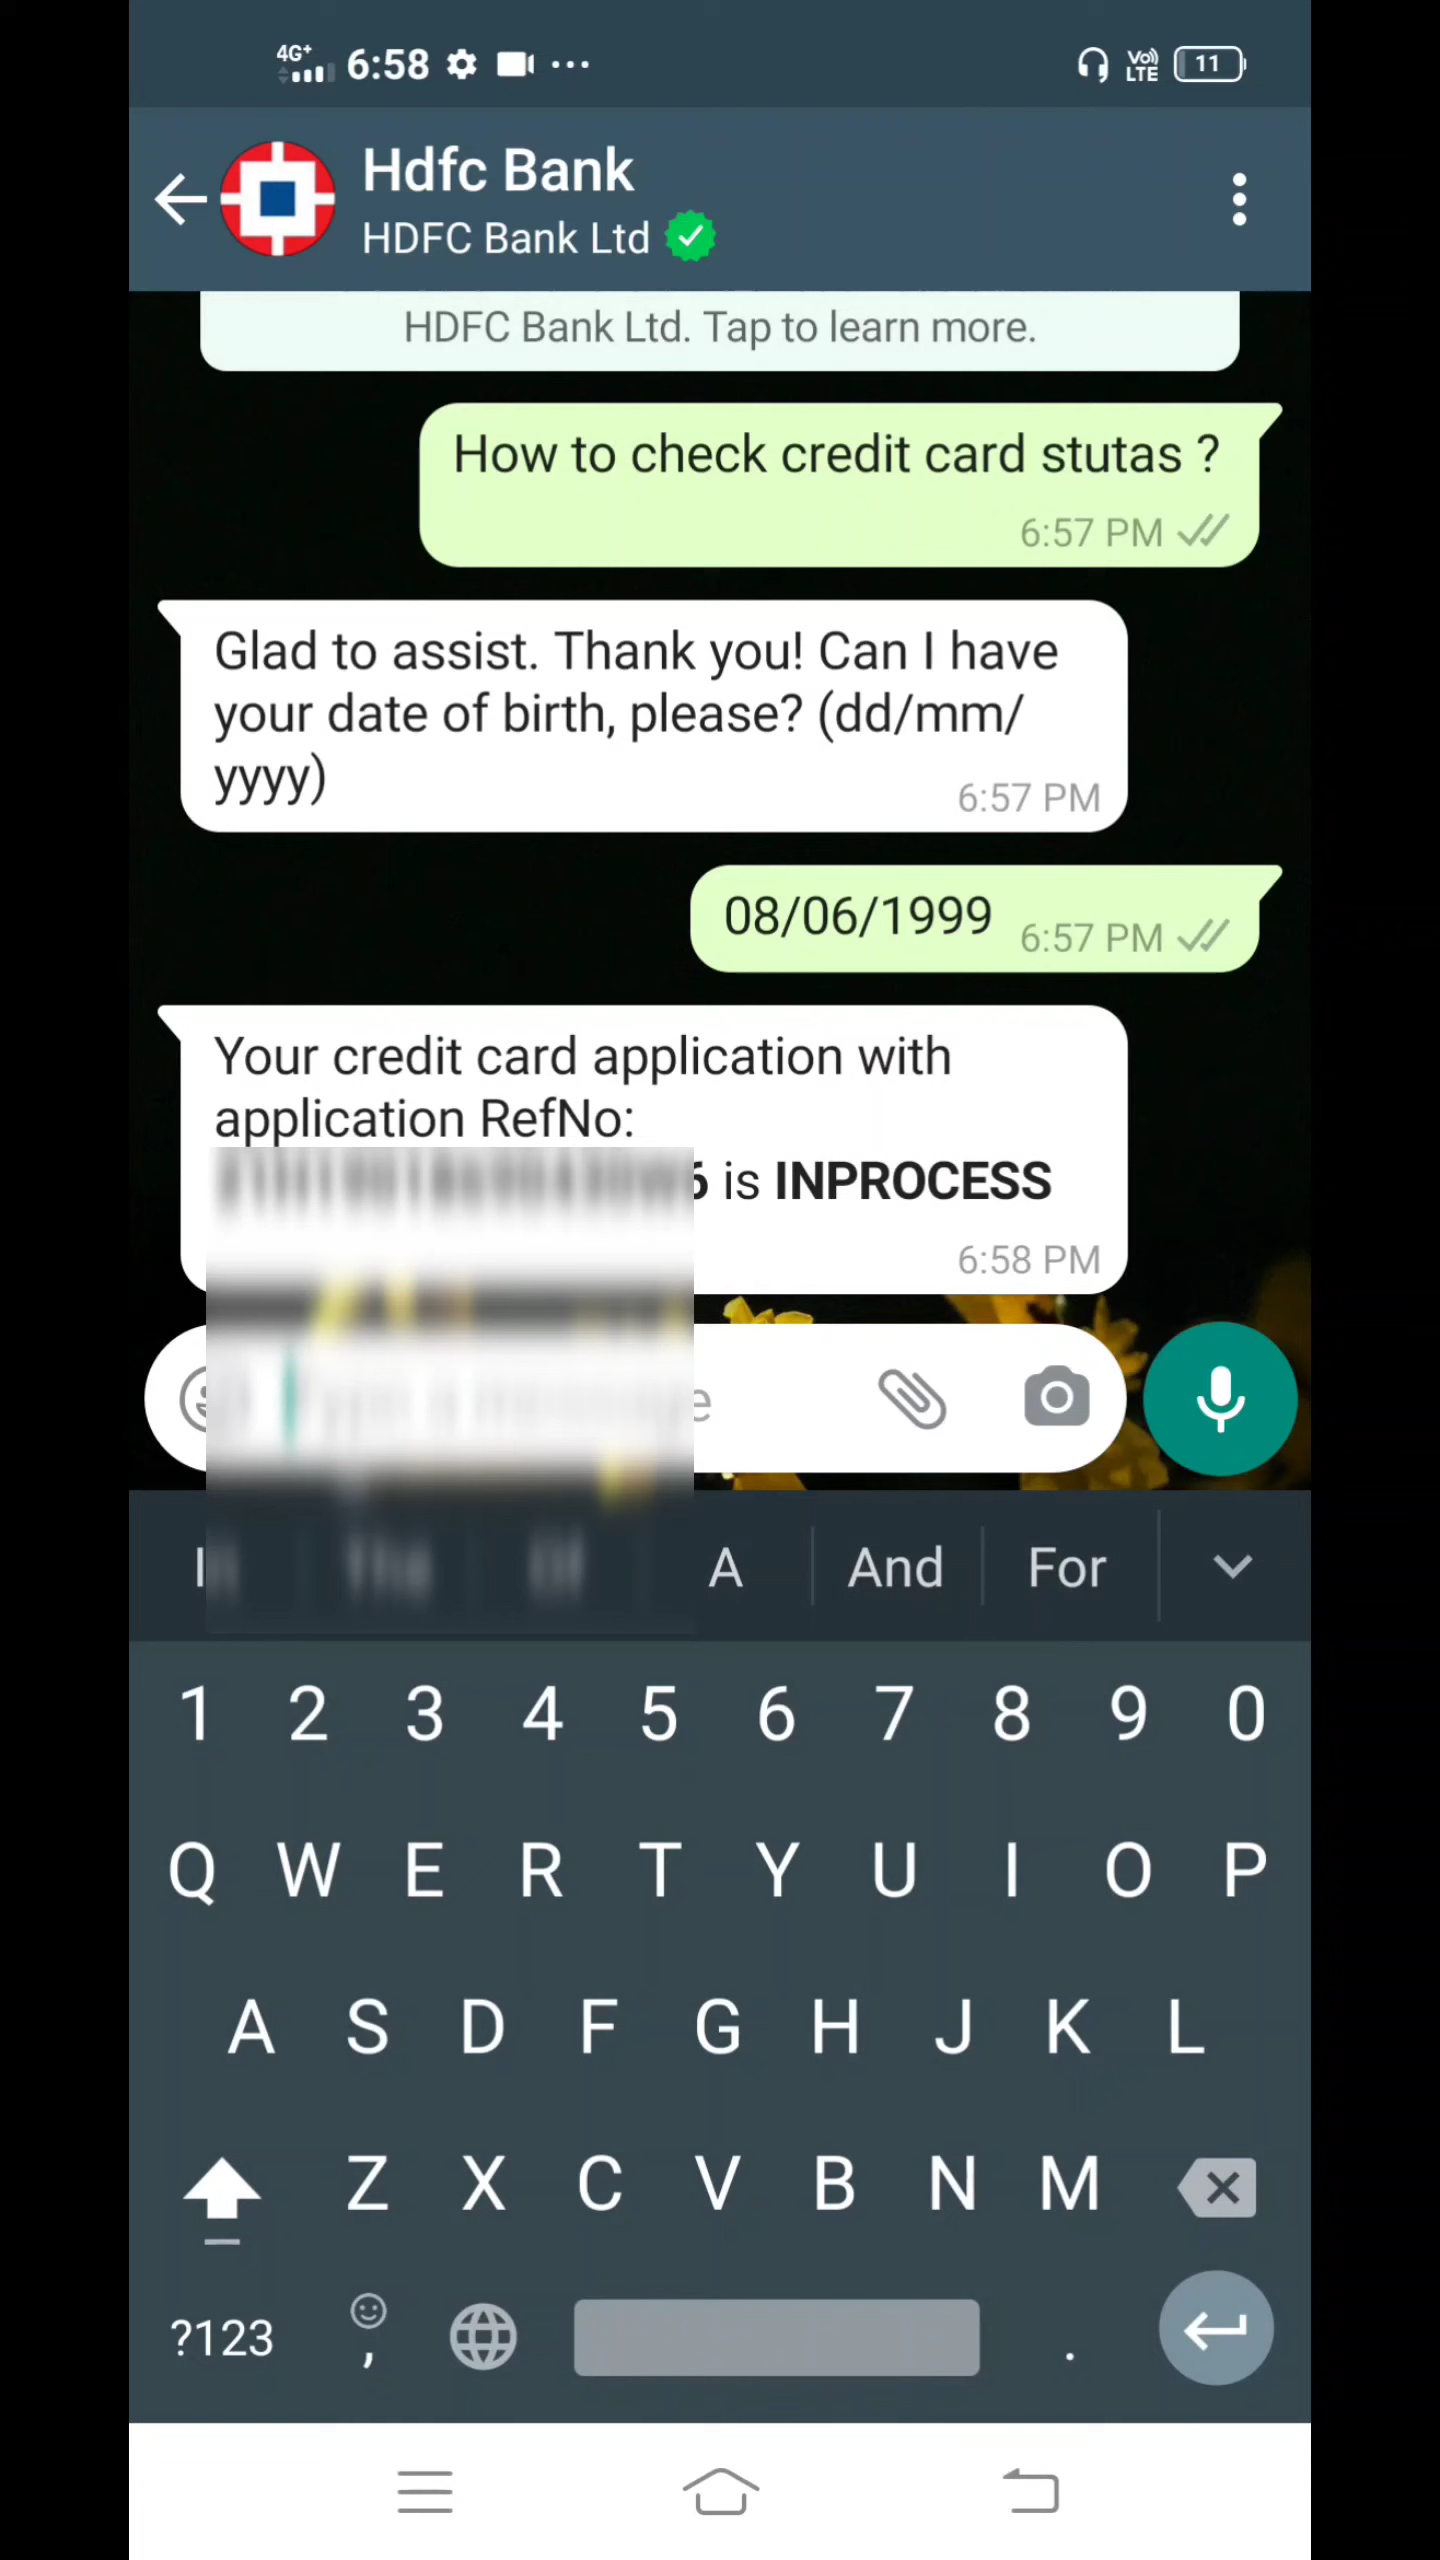 4G+ 6:58 ... Vo)) LTE 11
Hdfc Bank
HDFC Bank Ltd
HDFC Bank Ltd. Tap to learn more.
How to check credit card stutas ?
6:57 PM
Glad to assist. Thank you! Can I have
your date of birth, please? (dd/mm/
yyyy)
6:57 PM
08/06/1999 6:57 PM
Your credit card application with
application RefNo:
6 is INPROCESS
6:58 PM
A And For
1 2 3 4 5 6 7 8 9 0
Q W E R T Y U I O P
A S D F G H J K L
Z X C V B N M
?123 , .